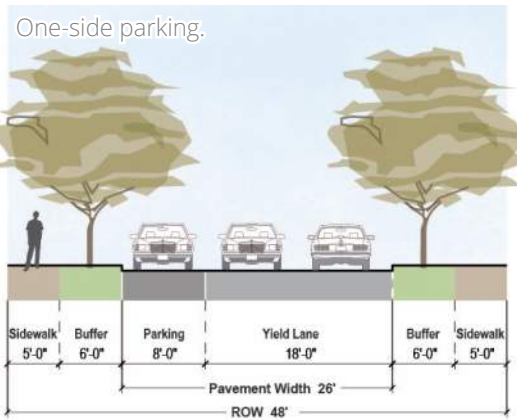 One-side parking.
Sidewalk Buffer Parking Yield Lane Buffer Sidewalk
5'-0" 6'-0" 8'-0" 18'-0" 6'-0" 5'-0"
Pavement Width 26'
ROW 48'